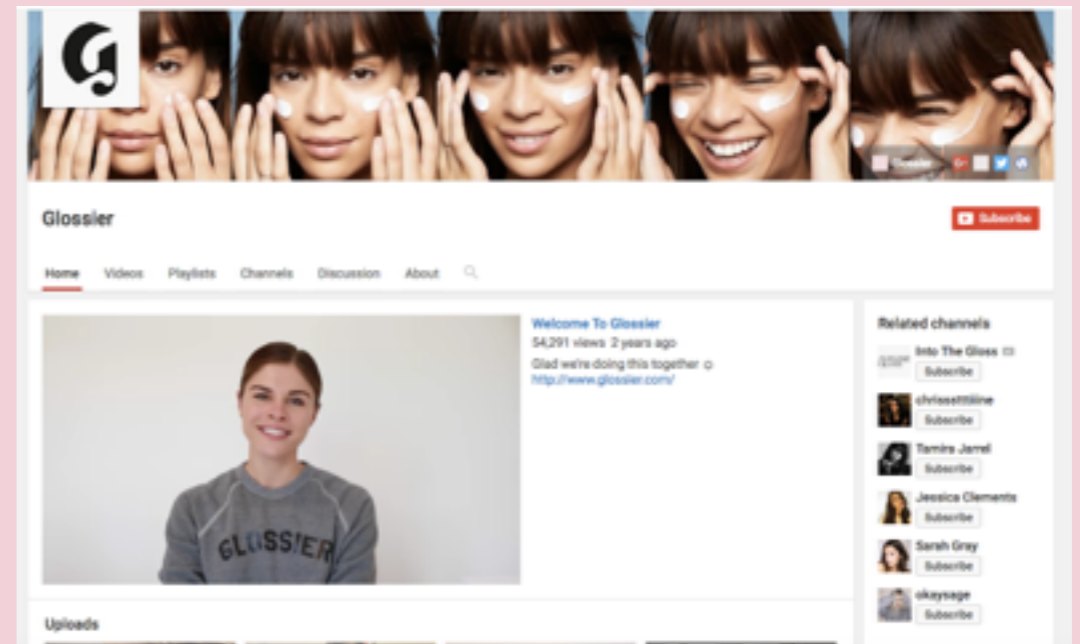 G
Glossier
Glossier
Subscribe
Home Videos Playlists Channels Discussion About
GLOSSIER
Welcome To Glossier
54,291 views 2 years ago
Glad we're doing this together ☺
http://www.glossier.com/
Uploads
Related channels
Into The Gloss
Subscribe
Subscribe
Tamira Jarrel
Subscribe
Jessica Clements
Subscribe
Sarah Gray
Subscribe
okaysage
Subscribe